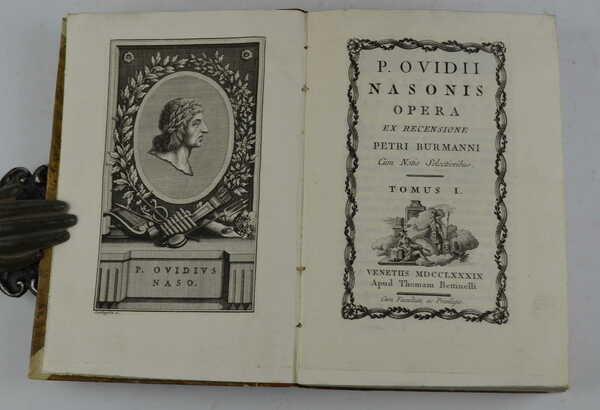 P. OVIDIVS
NASO.
P. OVIDII
NASONIS
OPERA
EX RECENSIONE
PETRI BURMANNI
Cum Notis Selectioribus.
TOMUS I.
VENETIIS MDCCLXXXIX
Apud Thomam Bettinelli
Cum Facultate, ac Privilegio